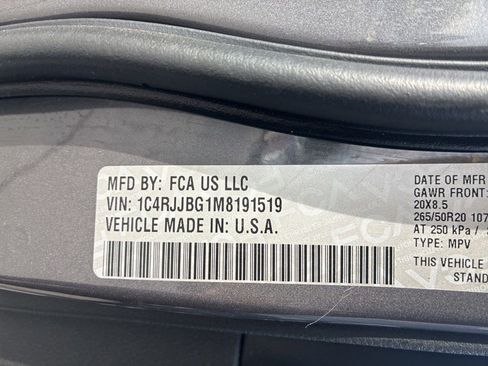 MFD BY: FCA US LLC
VIN: 1C4RJJBG1M8191519
VEHICLE MADE IN: U.S.A.
DATE OF MFR
GAWR FRONT:
20X8.5
265/50R20 107
AT 250 kPa /
TYPE: MPV
THIS VEHICLE
STAND